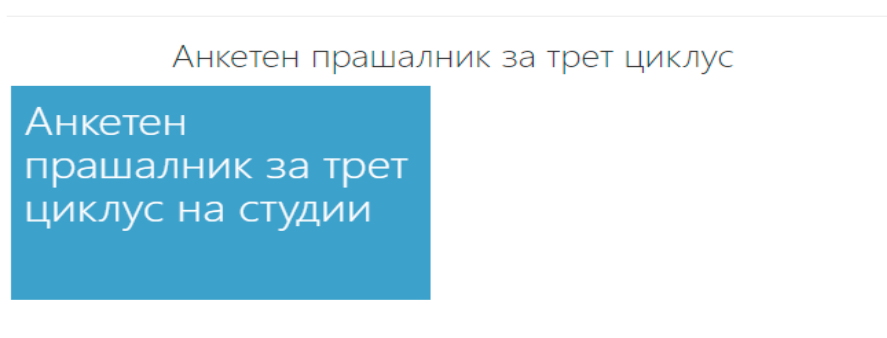 Анкетен прашалник за трет циклус
Анкетен
прашалник за трет
циклус на студии